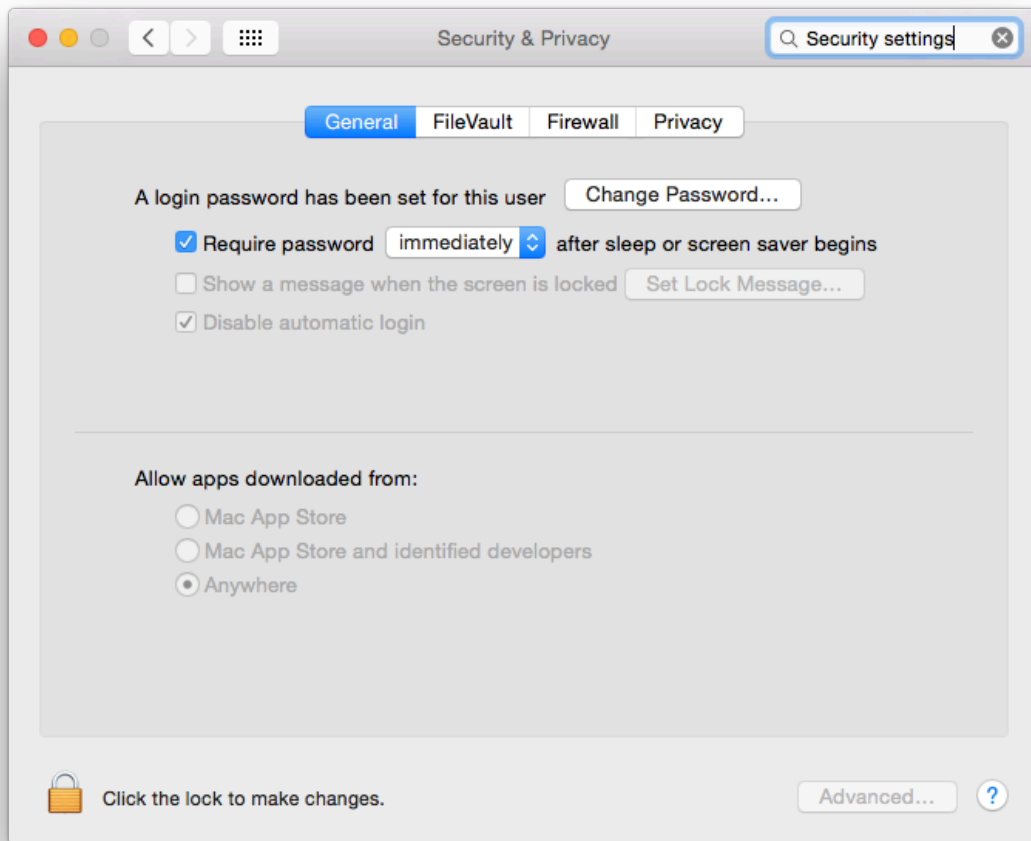 Security & Privacy
Security settings
General FileVault Firewall Privacy
A login password has been set for this user Change Password...
Require password immediately after sleep or screen saver begins
Show a message when the screen is locked Set Lock Message...
Disable automatic login
Allow apps downloaded from:
Mac App Store
Mac App Store and identified developers
Anywhere
Click the lock to make changes.
Advanced...
?